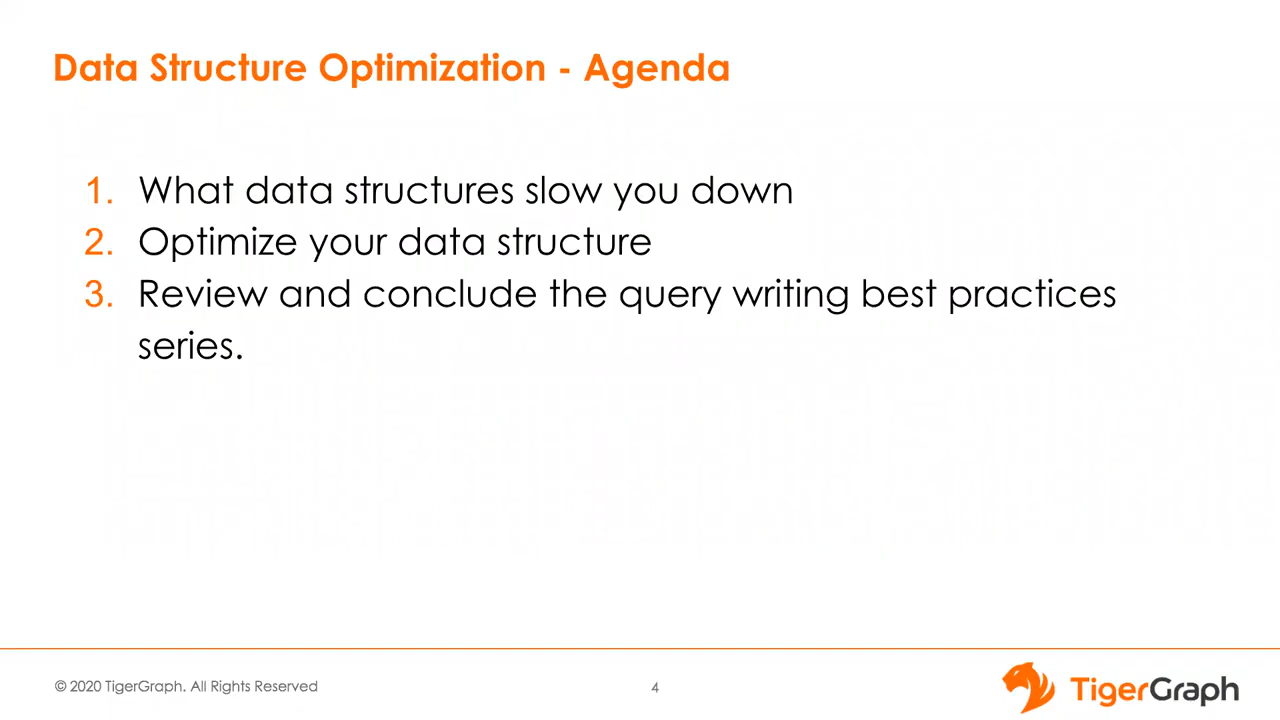 Data Structure Optimization - Agenda
1. What data structures slow you down
2. Optimize your data structure
3. Review and conclude the query writing best practices
series.
© 2020 TigerGraph. All Rights Reserved
4
TigerGraph